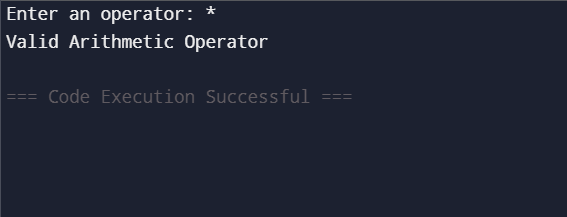 Enter an operator: *
Valid Arithmetic Operator
=== Code Execution Successful ===